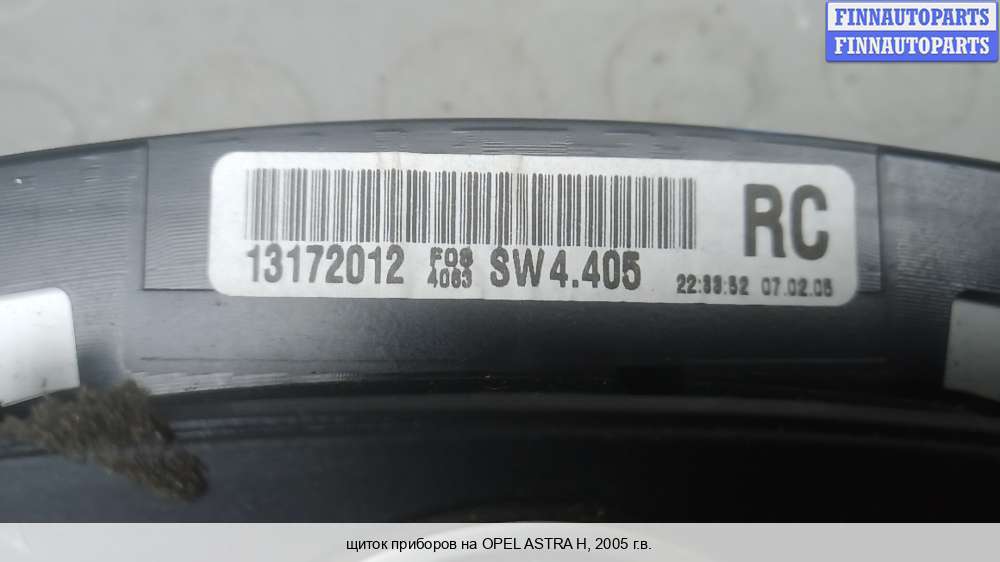 FINNAUTOPARTS
FINNAUTOPARTS
RC
13172012 F08 4063 SW4.405
22:33:52 07.02.05
щиток приборов на OPEL ASTRA H, 2005 г.в.